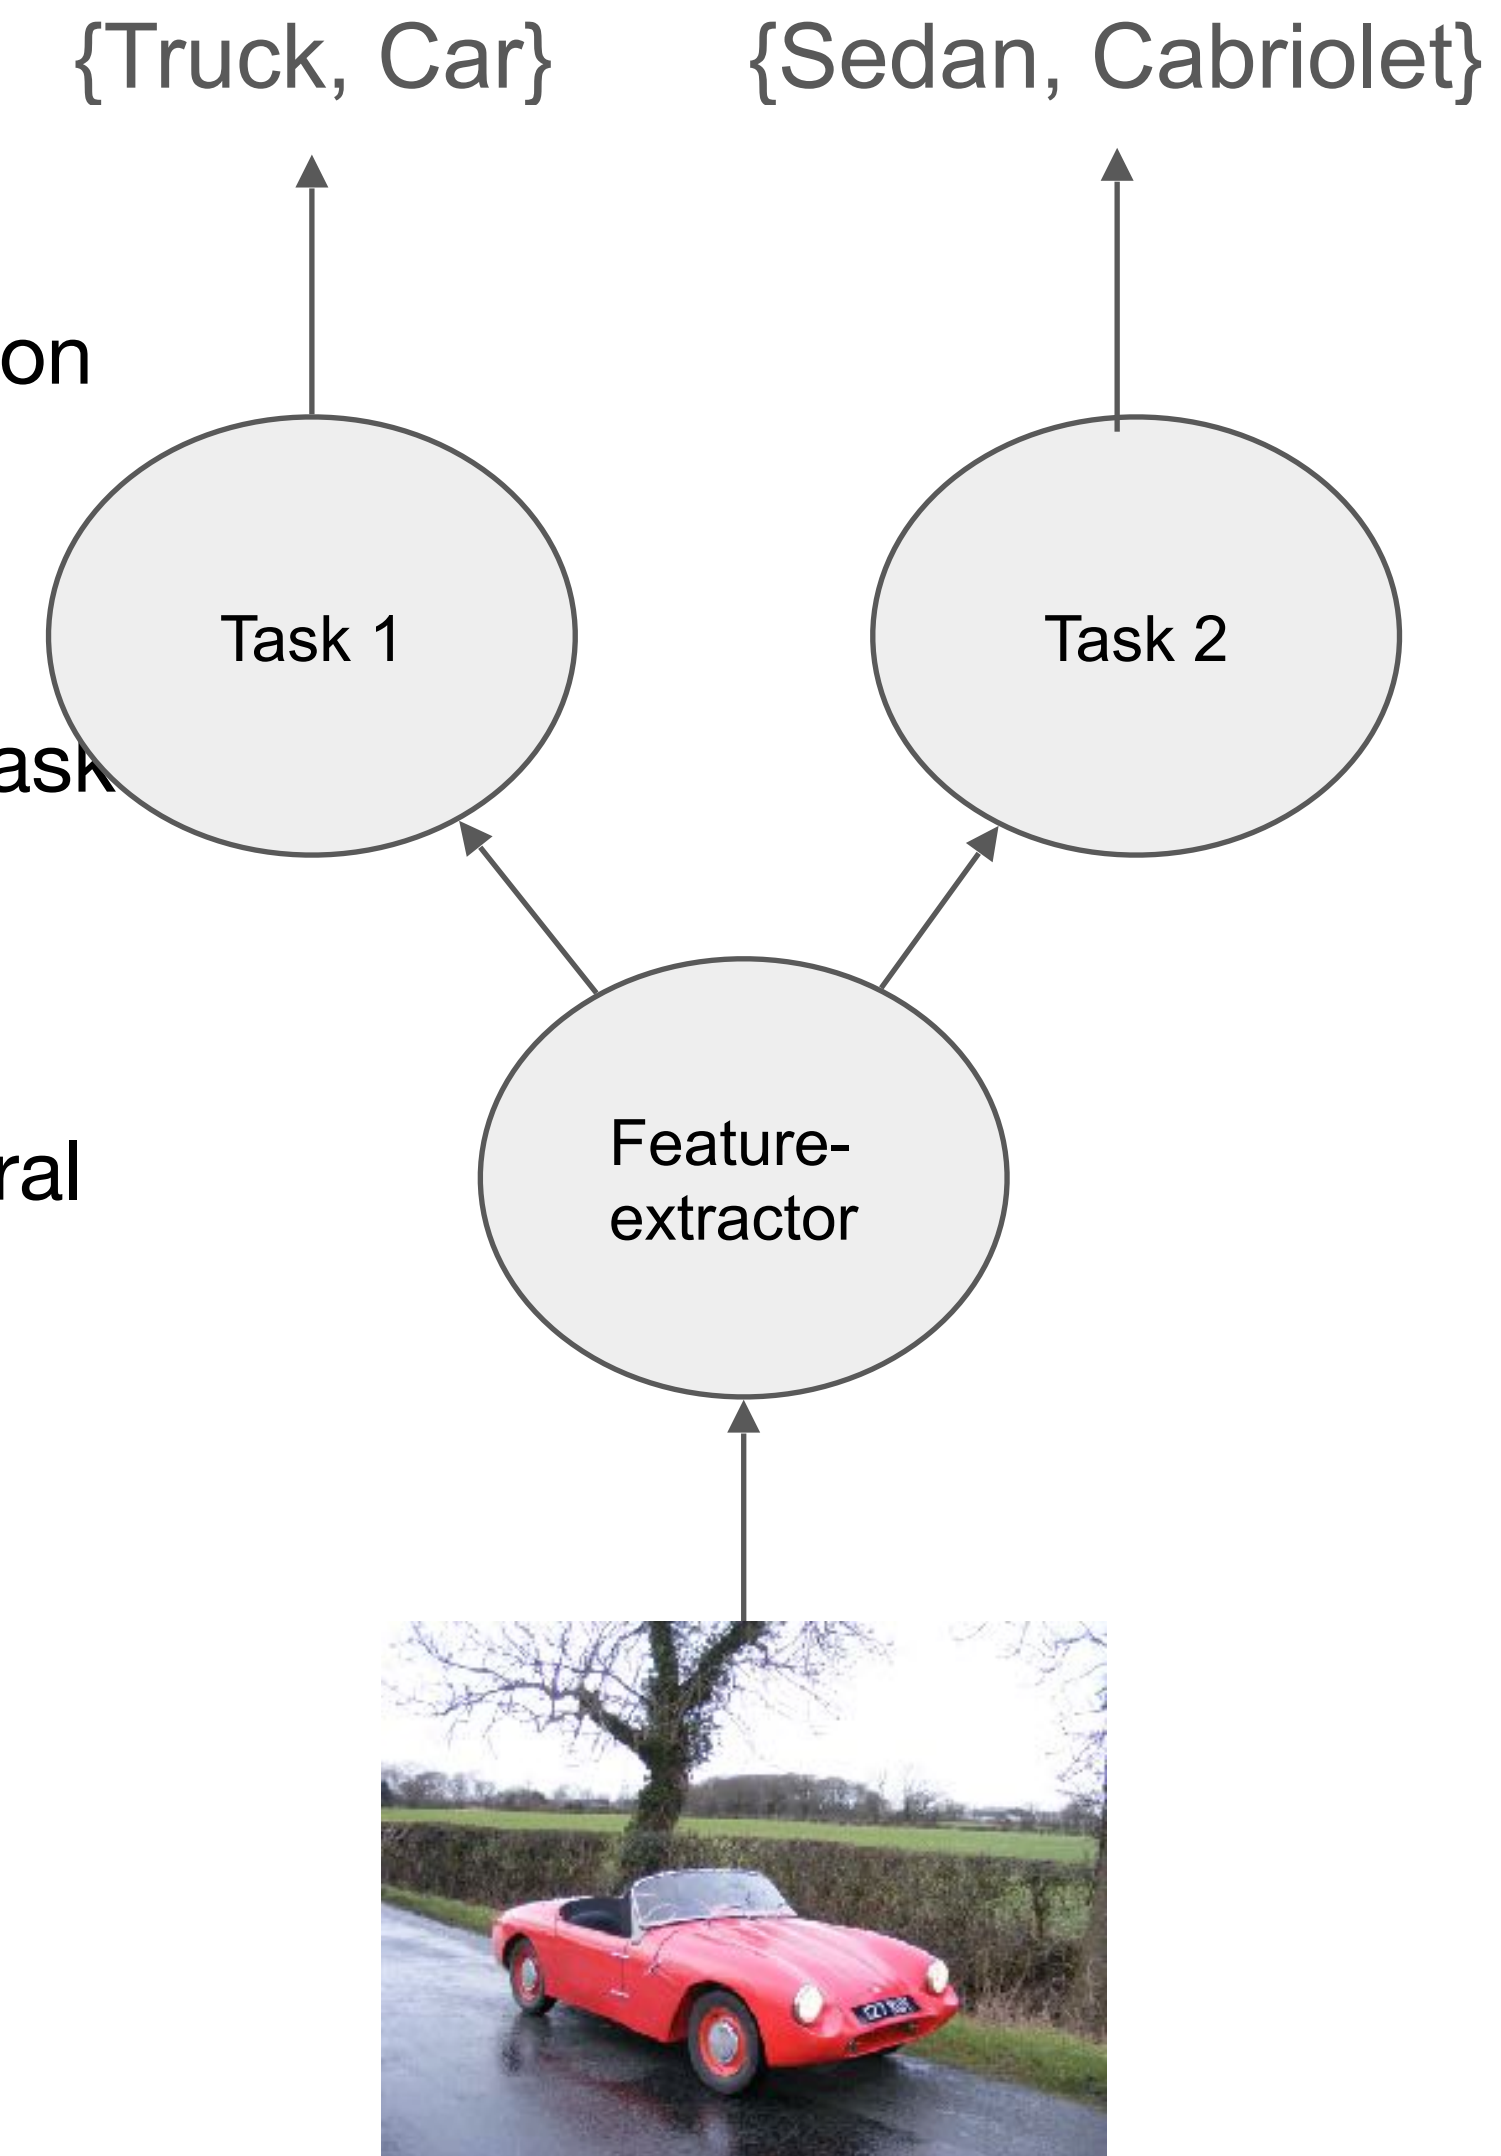 {Truck, Car}
{Sedan, Cabriolet}
on
Task 1
Task 2
ask
Feature-
extractor
ral